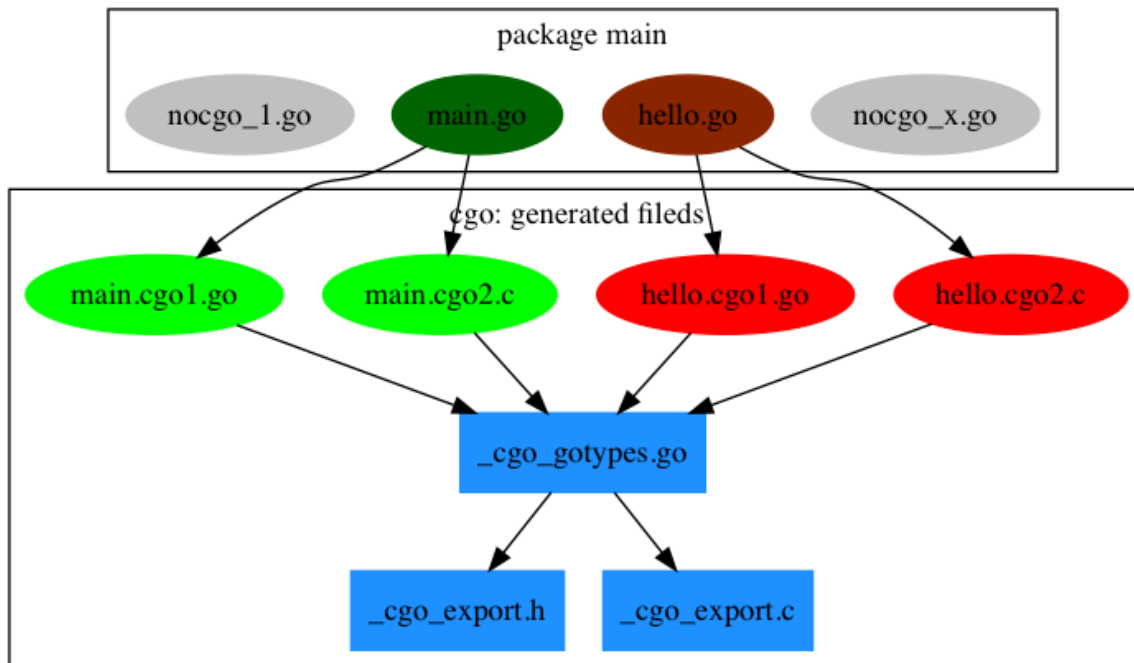 package main
nocgo_1.go
main.go
hello.go
nocgo_x.go
cgo: generated fileds
main.cgo1.go
main.cgo2.c
hello.cgo1.go
hello.cgo2.c
_cgo_gotypes.go
_cgo_export.h
_cgo_export.c